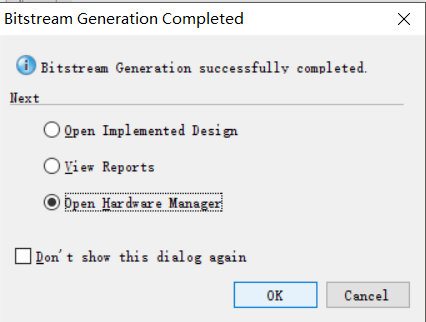 Bitstream Generation Completed
Bitstream Generation successfully completed.
Next
Open Implemented Design
View Reports
Open Hardware Manager
Don't show this dialog again
OK
Cancel